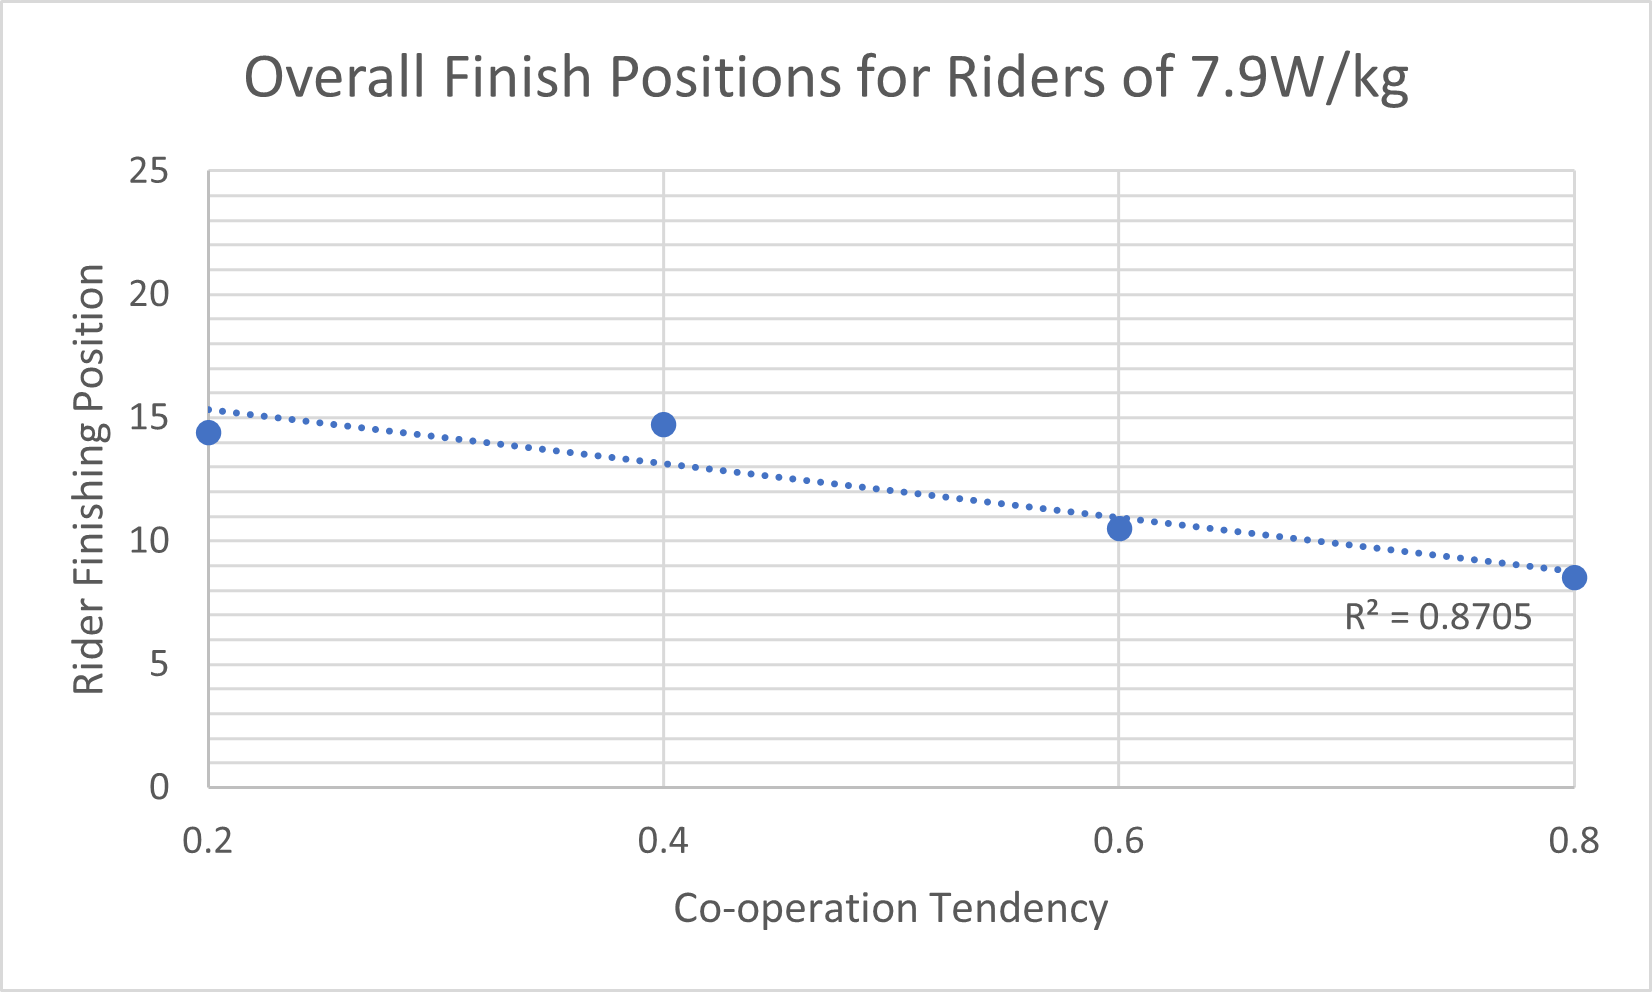 Overall Finish Positions for Riders of 7.9W/kg
25
20
15
10
5
0
Rider Finishing Position
R² = 0.8705
0.2 0.4 0.6 0.8
Co-operation Tendency